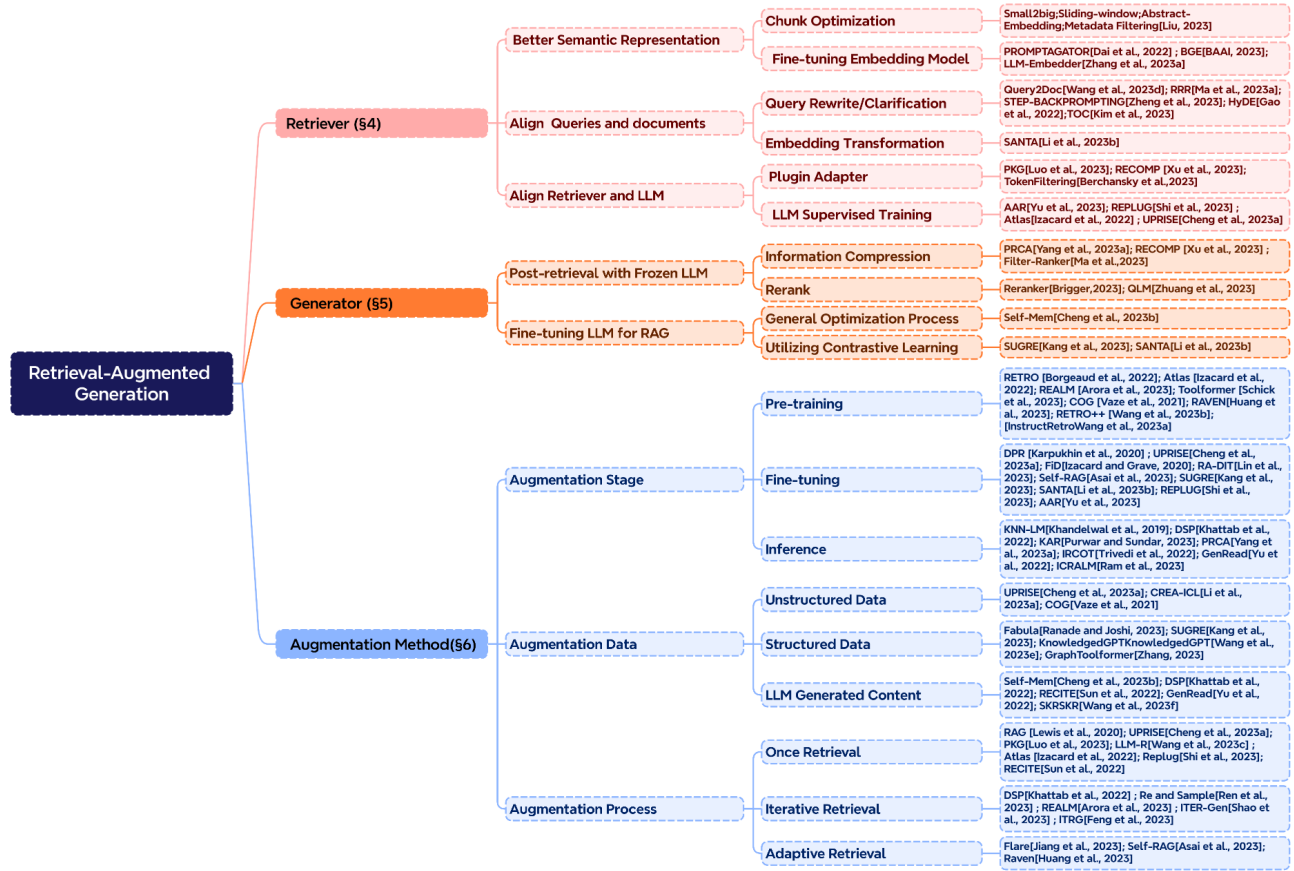 Retrieval-Augmented
Generation
Retriever (§4)
Better Semantic Representation
Chunk Optimization
Small2big;Sliding-window;Abstract-
Embedding;Metadata Filtering[Liu, 2023]
Fine-tuning Embedding Model
PROMPTAGATOR[Dai et al., 2022] ; BGE[BAAI, 2023];
LLM-Embedder[Zhang et al., 2023a]
Align Queries and documents
Query Rewrite/Clarification
Query2Doc[Wang et al., 2023d]; RRR[Ma et al., 2023a];
STEP-BACKPROMPTING[Zheng et al., 2023]; HyDE[Gao
et al., 2022];TOC[Kim et al., 2023]
Embedding Transformation
SANTA[Li et al., 2023b]
Align Retriever and LLM
Plugin Adapter
PKG[Luo et al., 2023]; RECOMP [Xu et al., 2023];
TokenFiltering[Berchansky et al.,2023]
LLM Supervised Training
AAR[Yu et al., 2023]; REPLUG[Shi et al., 2023] ;
Atlas[Izacard et al., 2022] ; UPRISE[Cheng et al., 2023a]
Generator (§5)
Post-retrieval with Frozen LLM
Information Compression
PRCA[Yang et al., 2023a]; RECOMP [Xu et al., 2023] ;
Filter-Ranker[Ma et al.,2023]
Rerank
Reranker[Brigger,2023]; QLM[Zhuang et al., 2023]
Fine-tuning LLM for RAG
General Optimization Process
Self-Mem[Cheng et al., 2023b]
Utilizing Contrastive Learning
SUGRE[Kang et al., 2023]; SANTA[Li et al., 2023b]
Augmentation Method(§6)
Augmentation Stage
Pre-training
RETRO [Borgeaud et al., 2022]; Atlas [Izacard et al.,
2022]; REALM [Arora et al., 2023]; Toolformer [Schick
et al., 2023]; COG [Vaze et al., 2021]; RAVEN[Huang et
al., 2023]; RETRO++ [Wang et al., 2023b];
[InstructRetroWang et al., 2023a]
Fine-tuning
DPR [Karpukhin et al., 2020] ; UPRISE[Cheng et al.,
2023a]; FiD[Izacard and Grave, 2020]; RA-DIT[Lin et al.,
2023]; Self-RAG[Asai et al., 2023]; SUGRE[Kang et al.,
2023]; SANTA[Li et al., 2023b]; REPLUG[Shi et al.,
2023]; AAR[Yu et al., 2023]
Inference
KNN-LM[Khandelwal et al., 2019]; DSP[Khattab et al.,
2022]; KAR[Purwar and Sundar, 2023]; PRCA[Yang et
al., 2023a]; IRCOT[Trivedi et al., 2022]; GenRead[Yu et
al., 2022]; ICRALM[Ram et al., 2023]
Augmentation Data
Unstructured Data
UPRISE[Cheng et al., 2023a]; CREA-ICL[Li et al.,
2023a]; COG[Vaze et al., 2021]
Structured Data
Fabula[Ranade and Joshi, 2023]; SUGRE[Kang et al.,
2023]; KnowledgedGPTKnowledgedGPT[Wang et al.,
2023e]; GraphToolformer[Zhang, 2023]
LLM Generated Content
Self-Mem[Cheng et al., 2023b]; DSP[Khattab et al.,
2022]; RECITE[Sun et al., 2022]; GenRead[Yu et al.,
2022]; SKRSKR[Wang et al., 2023f]
Augmentation Process
Once Retrieval
RAG [Lewis et al., 2020]; UPRISE[Cheng et al., 2023a];
PKG[Luo et al., 2023]; LLM-R[Wang et al., 2023c] ;
Atlas [Izacard et al., 2022]; Replug[Shi et al., 2023];
RECITE[Sun et al., 2022]
Iterative Retrieval
DSP[Khattab et al., 2022] ; Re and Sample[Ren et al.,
2023] ; REALM[Arora et al., 2023] ; ITER-Gen[Shao et
al., 2023] ; ITRG[Feng et al., 2023]
Adaptive Retrieval
Flare[Jiang et al., 2023]; Self-RAG[Asai et al., 2023];
Raven[Huang et al., 2023]